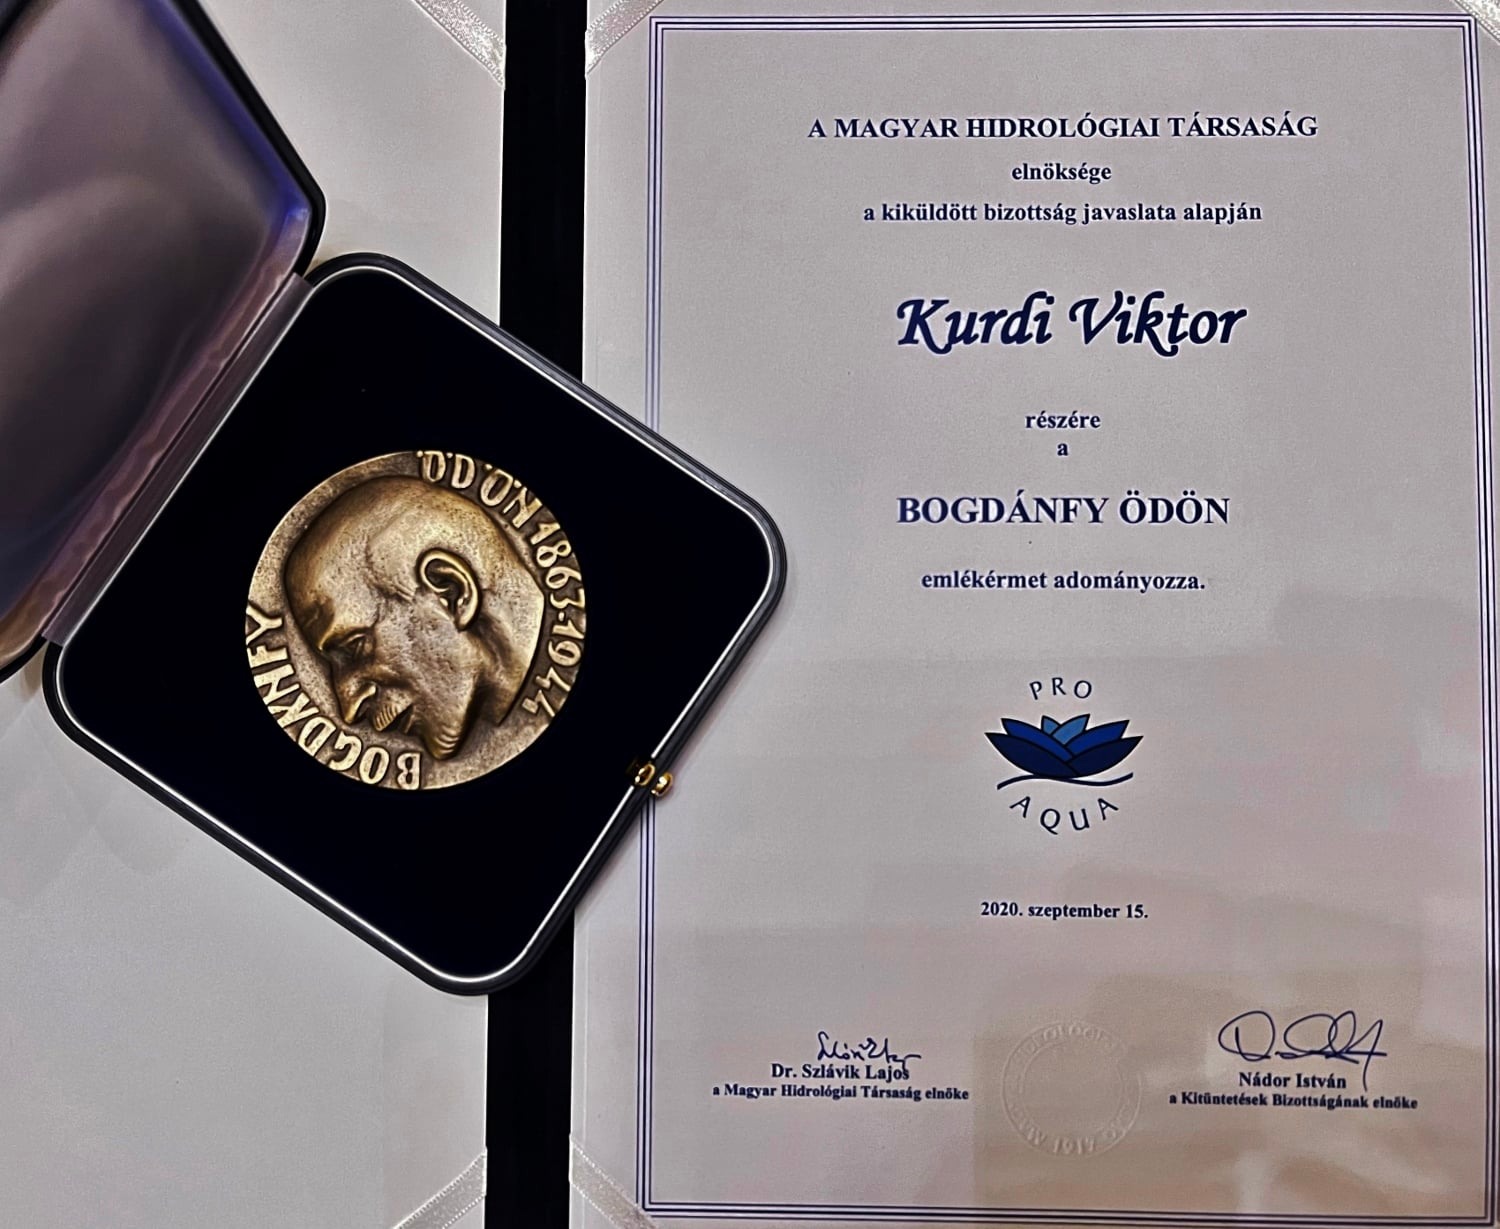 BOGDÁNFY ÖDÖN 1863-1944
A MAGYAR HIDROLÓGIAI TÁRSASÁG
elnöksége
a kiküldött bizottság javaslata alapján
Kurdi Viktor
részére
a
BOGDÁNFY ÖDÖN
emlékérmet adományozza.
PRO
AQUA
2020. szeptember 15.
Dr. Szlávik Lajos
a Magyar Hidrológiai Társaság elnöke
Nádor István
a Kitüntetések Bizottságának elnöke
1917